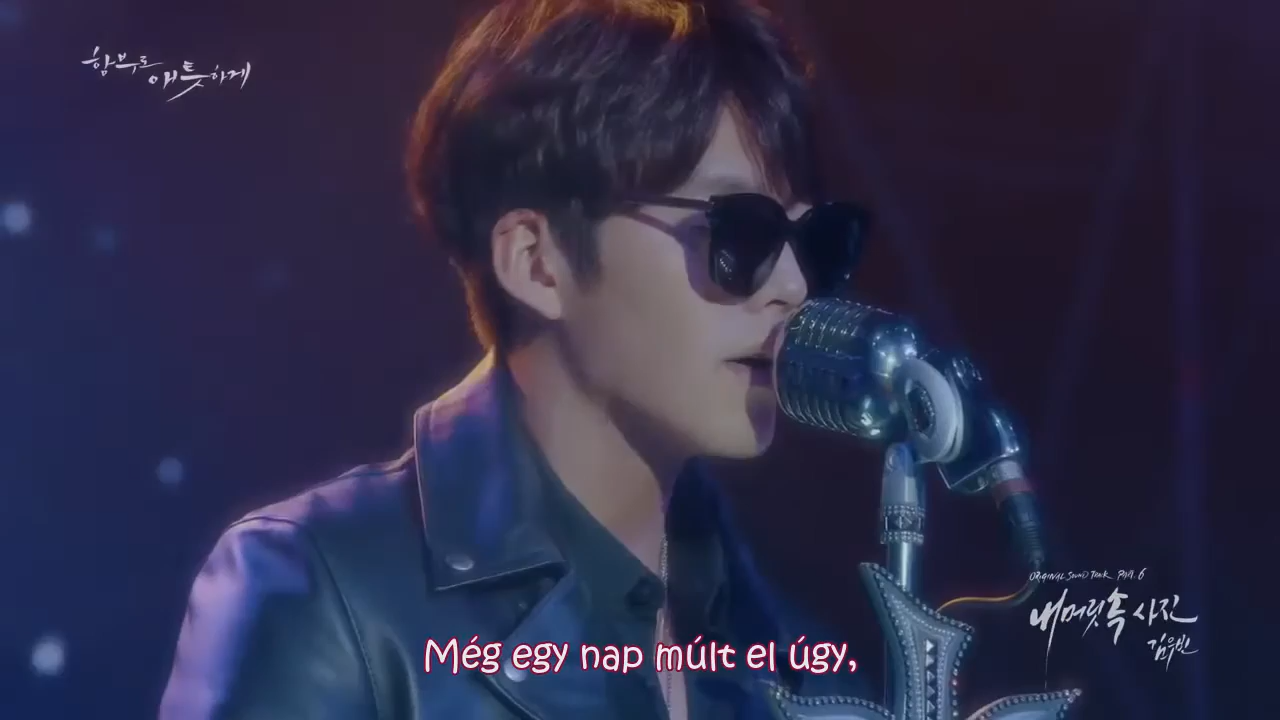 함부로
애틋하게
ORIGINAL SOUND TRACK PART. 6
내 머릿속 사진
김우빈
Még egy nap múlt el úgy,